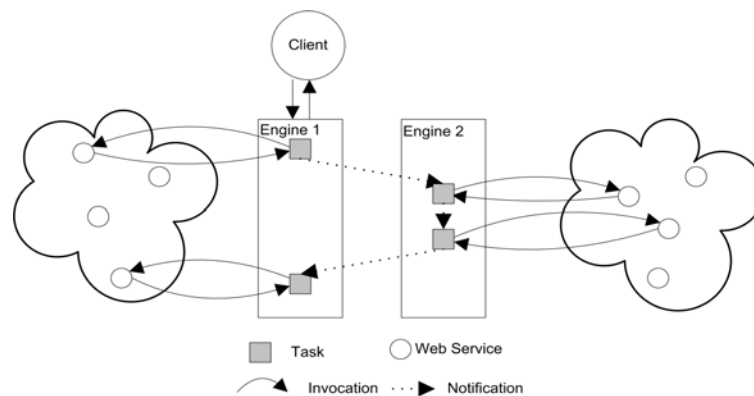 Client
Engine 1
Engine 2
Task
Web Service
Invocation
Notification